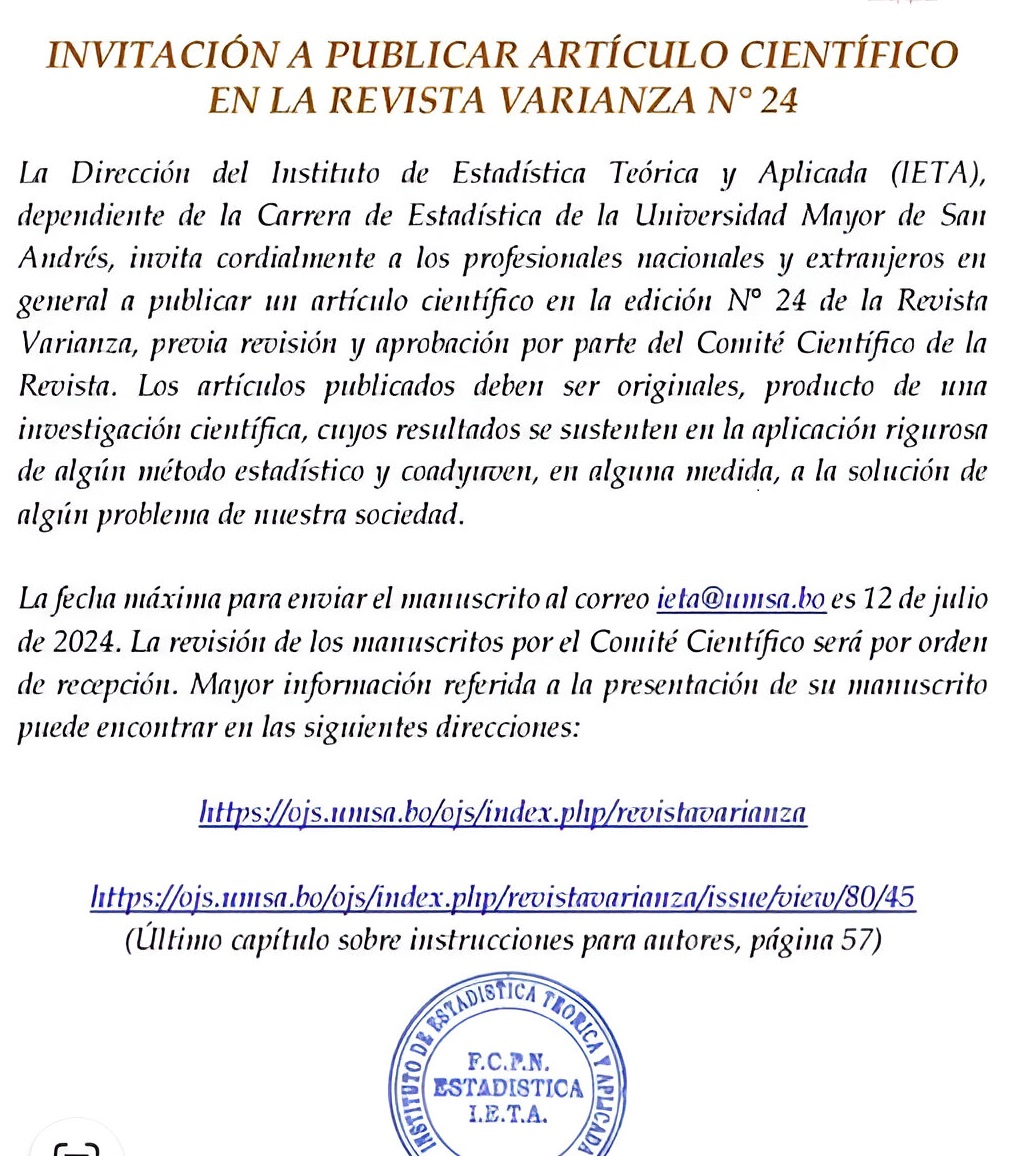 INVITACIÓN A PUBLICAR ARTÍCULO CIENTÍFICO
EN LA REVISTA VARIANZA N° 24
La Dirección del Instituto de Estadística Teórica y Aplicada (IETA),
dependiente de la Carrera de Estadística de la Universidad Mayor de San
Andrés, invita cordialmente a los profesionales nacionales y extranjeros en
general a publicar un artículo científico en la edición N° 24 de la Revista
Varianza, previa revisión y aprobación por parte del Comité Científico de la
Revista. Los artículos publicados deben ser originales, producto de una
investigación científica, cuyos resultados se sustenten en la aplicación rigurosa
de algún método estadístico y coadyuven, en alguna medida, a la solución de
algún problema de nuestra sociedad.
La fecha máxima para enviar el manuscrito al correo ieta@umsa.bo es 12 de julio
de 2024. La revisión de los manuscritos por el Comité Científico será por orden
de recepción. Mayor información referida a la presentación de su manuscrito
puede encontrar en las siguientes direcciones:
https://ojs.umsa.bo/ojs/index.php/revistavarianza
https://ojs.umsa.bo/ojs/index.php/revistavarianza/issue/view/80/45
(Último capítulo sobre instrucciones para autores, página 57)
INSTITUTO DE ESTADISTICA TEORICA Y APLICADA
F.C.P.N.
ESTADISTICA
I.E.T.A.